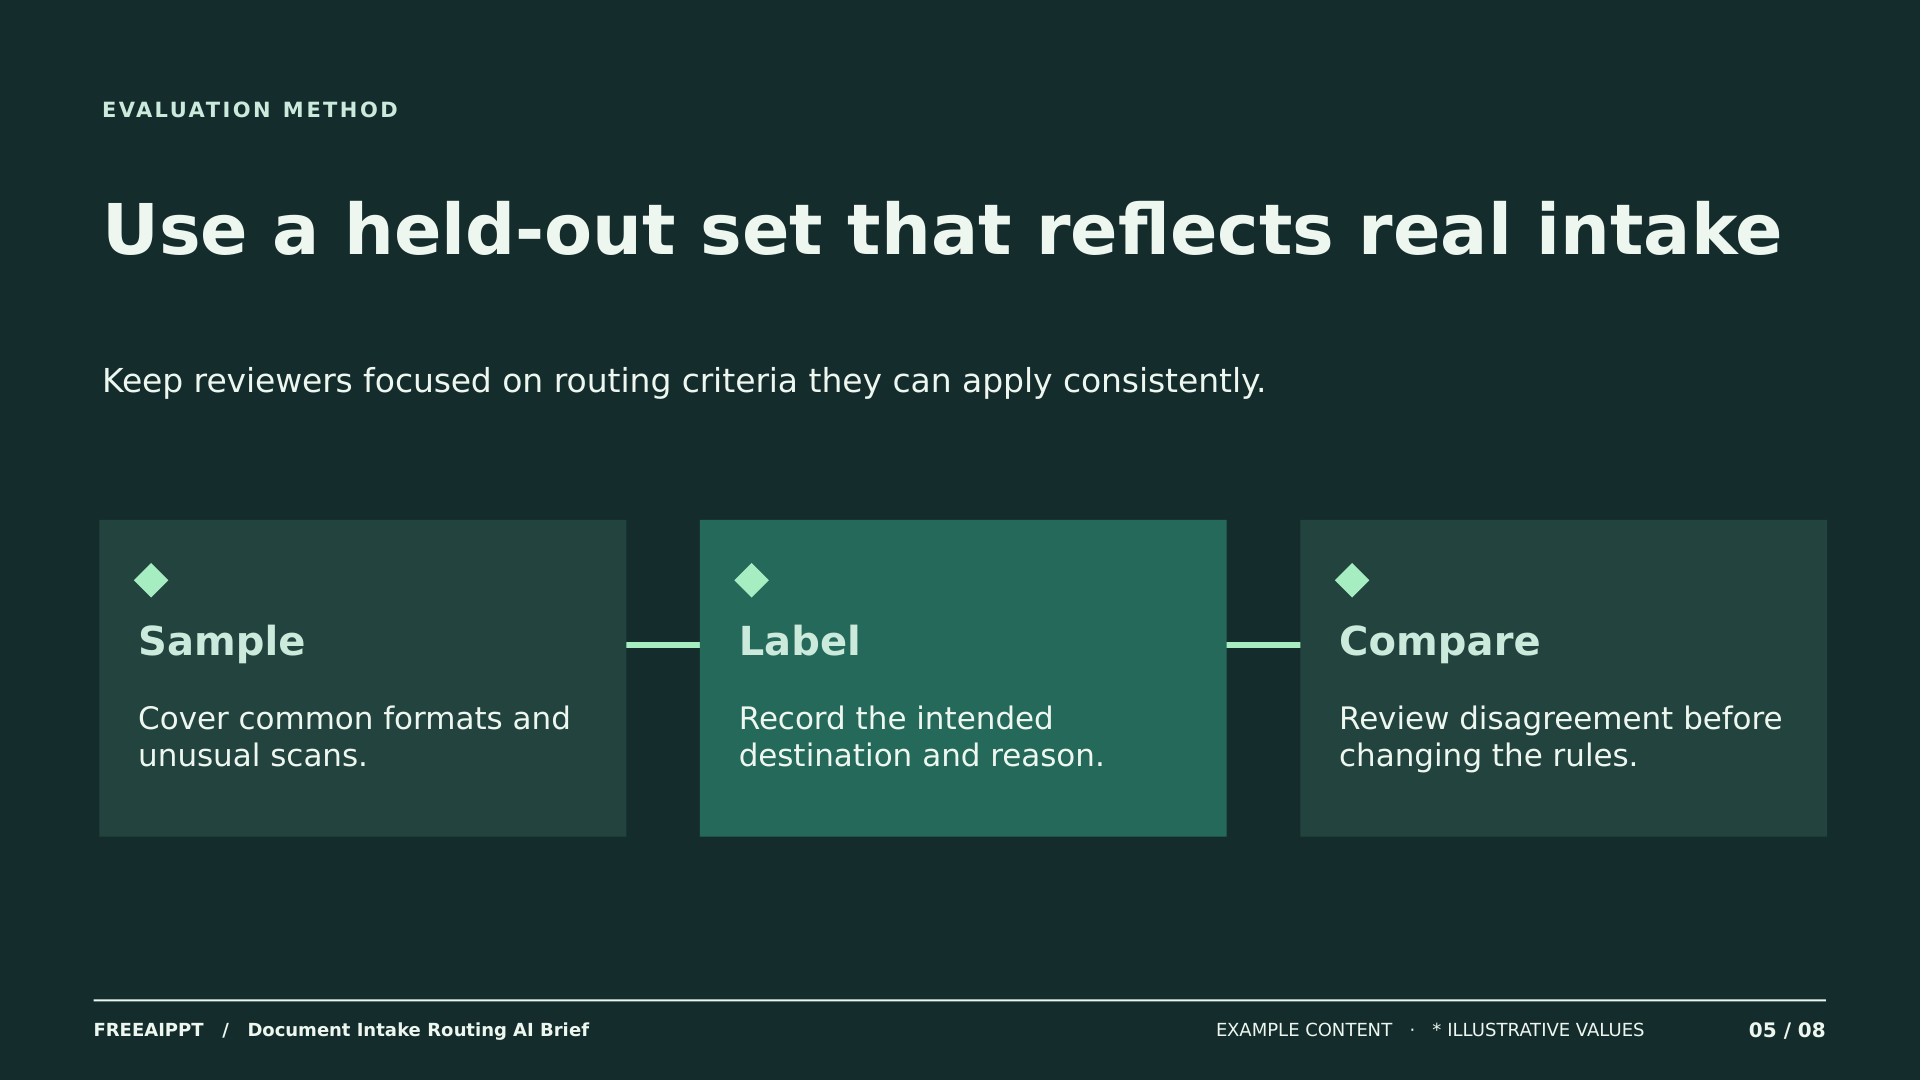 EVALUATION METHOD
Use a held-out set that reflects real intake
Keep reviewers focused on routing criteria they can apply consistently.
Sample
Cover common formats and
unusual scans.
Label
Record the intended
destination and reason.
Compare
Review disagreement before
changing the rules.
FREEAIPPT / Document Intake Routing AI Brief
EXAMPLE CONTENT · * ILLUSTRATIVE VALUES
05 / 08